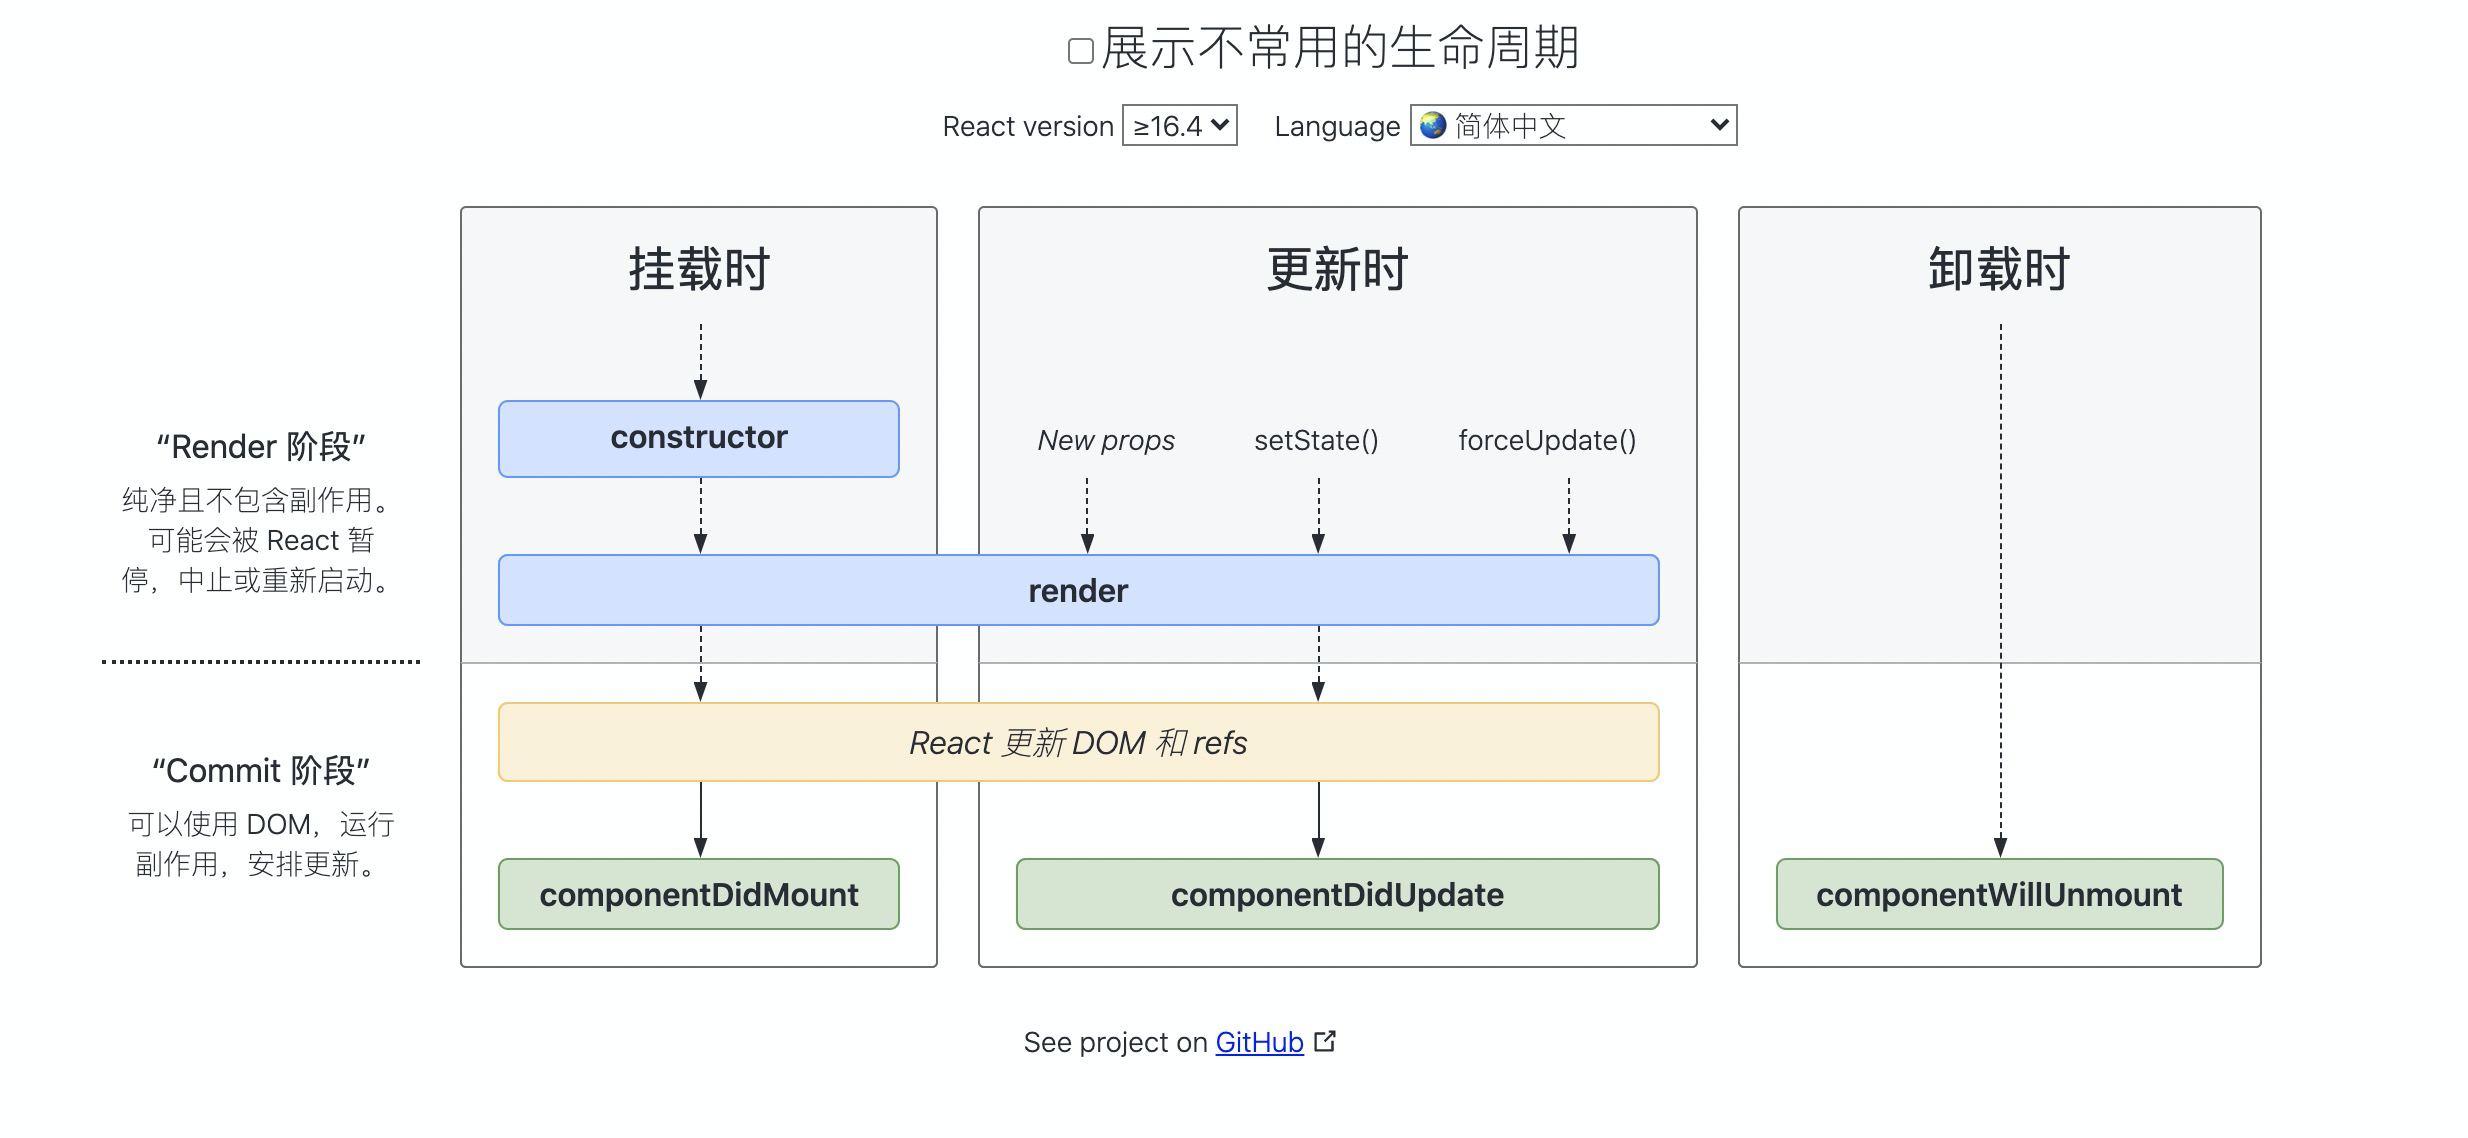 展示不常用的生命周期
React version ≥16.4 Language 简体中文
挂载时
更新时
卸载时
“Render 阶段”
纯净且不包含副作用。
可能会被 React 暂
停，中止或重新启动。
constructor
New props
setState()
forceUpdate()
render
“Commit 阶段”
可以使用 DOM，运行
副作用，安排更新。
React 更新 DOM 和 refs
componentDidMount
componentDidUpdate
componentWillUnmount
See project on GitHub